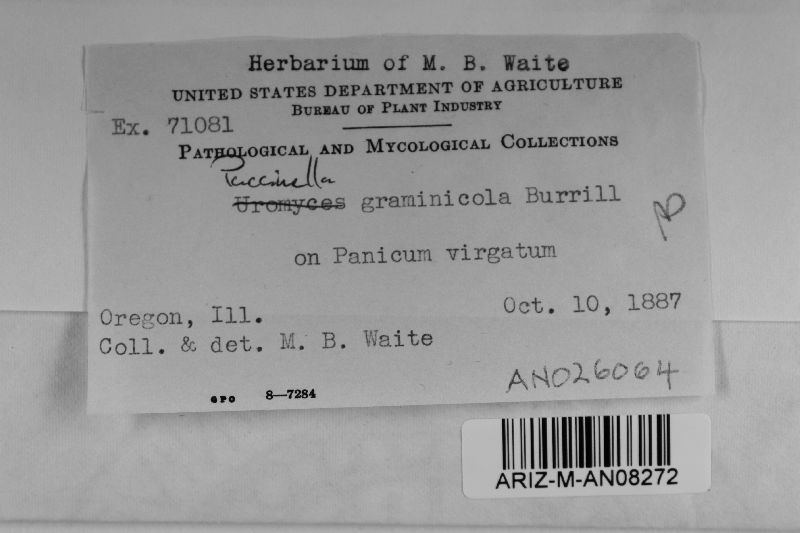 Herbarium of M. B. Waite
UNITED STATES DEPARTMENT OF AGRICULTURE
BUREAU OF PLANT INDUSTRY
Ex. 71081
PATHOLOGICAL AND MYCOLOGICAL COLLECTIONS
Puccinella
Uromyces graminicola Burrill
on Panicum virgatum
Oregon, Ill.
Oct. 10, 1887
Coll. & det. M. B. Waite
AN026064
GPO 8—7284
ARIZ-M-AN08272